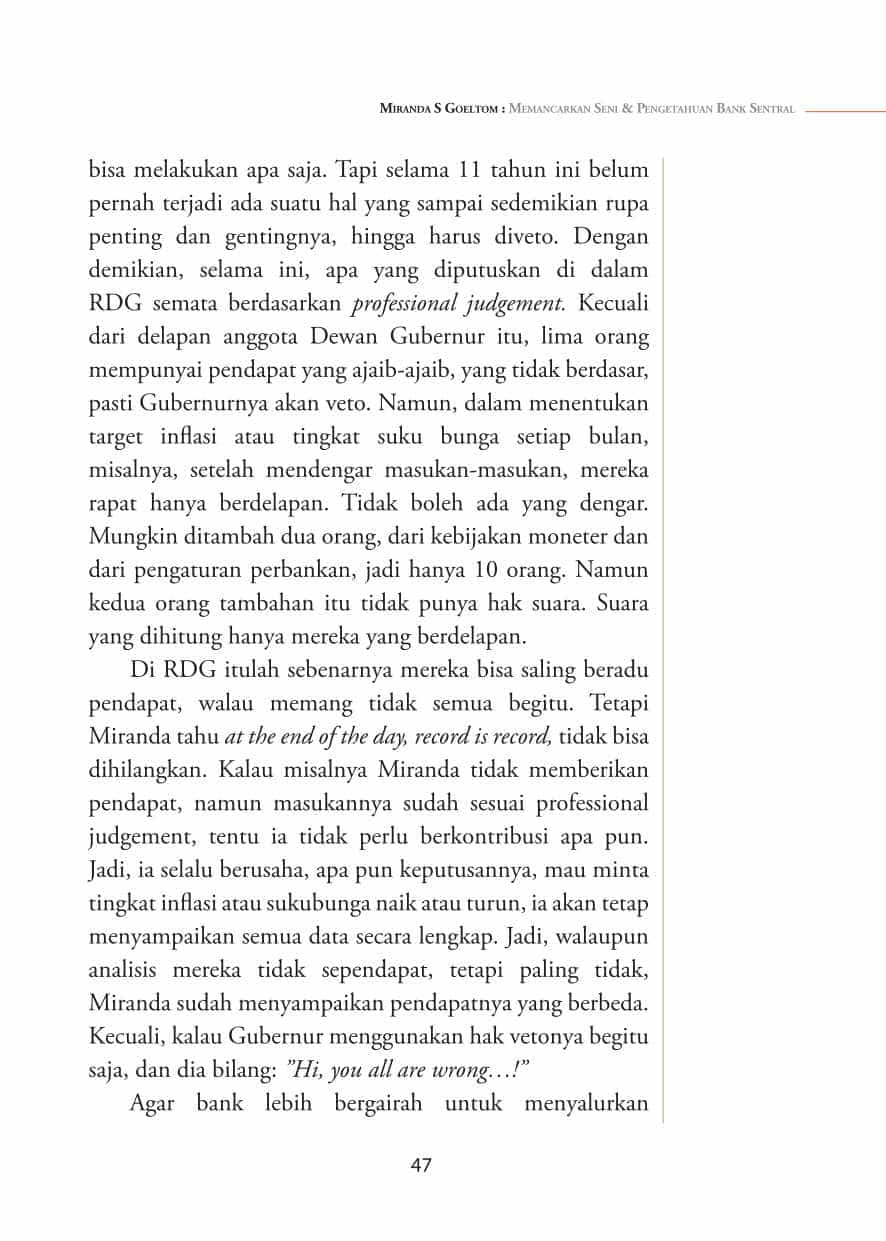 MIRANDA S GOELTOM : MEMANCARKAN SENI & PENGETAHUAN BANK SENTRAL
bisa melakukan apa saja. Tapi selama 11 tahun ini belum
pernah terjadi ada suatu hal yang sampai sedemikian rupa
penting dan gentingnya, hingga harus diveto. Dengan
demikian, selama ini, apa yang diputuskan di dalam
RDG semata berdasarkan professional judgement. Kecuali
dari delapan anggota Dewan Gubernur itu, lima orang
mempunyai pendapat yang ajaib-ajaib, yang tidak berdasar,
pasti Gubernurnya akan veto. Namun, dalam menentukan
target inflasi atau tingkat suku bunga setiap bulan,
misalnya, setelah mendengar masukan-masukan, mereka
rapat hanya berdelapan. Tidak boleh ada yang dengar.
Mungkin ditambah dua orang, dari kebijakan moneter dan
dari pengaturan perbankan, jadi hanya 10 orang. Namun
kedua orang tambahan itu tidak punya hak suara. Suara
yang dihitung hanya mereka yang berdelapan.
Di RDG itulah sebenarnya mereka bisa saling beradu
pendapat, walau memang tidak semua begitu. Tetapi
Miranda tahu at the end of the day, record is record, tidak bisa
dihilangkan. Kalau misalnya Miranda tidak memberikan
pendapat, namun masukannya sudah sesuai professional
judgement, tentu ia tidak perlu berkontribusi apa pun.
Jadi, ia selalu berusaha, apa pun keputusannya, mau minta
tingkat inflasi atau sukubunga naik atau turun, ia akan tetap
menyampaikan semua data secara lengkap. Jadi, walaupun
analisis mereka tidak sependapat, tetapi paling tidak,
Miranda sudah menyampaikan pendapatnya yang berbeda.
Kecuali, kalau Gubernur menggunakan hak vetonya begitu
saja, dan dia bilang: ”Hi, you all are wrong…!”
Agar bank lebih bergairah untuk menyalurkan
47